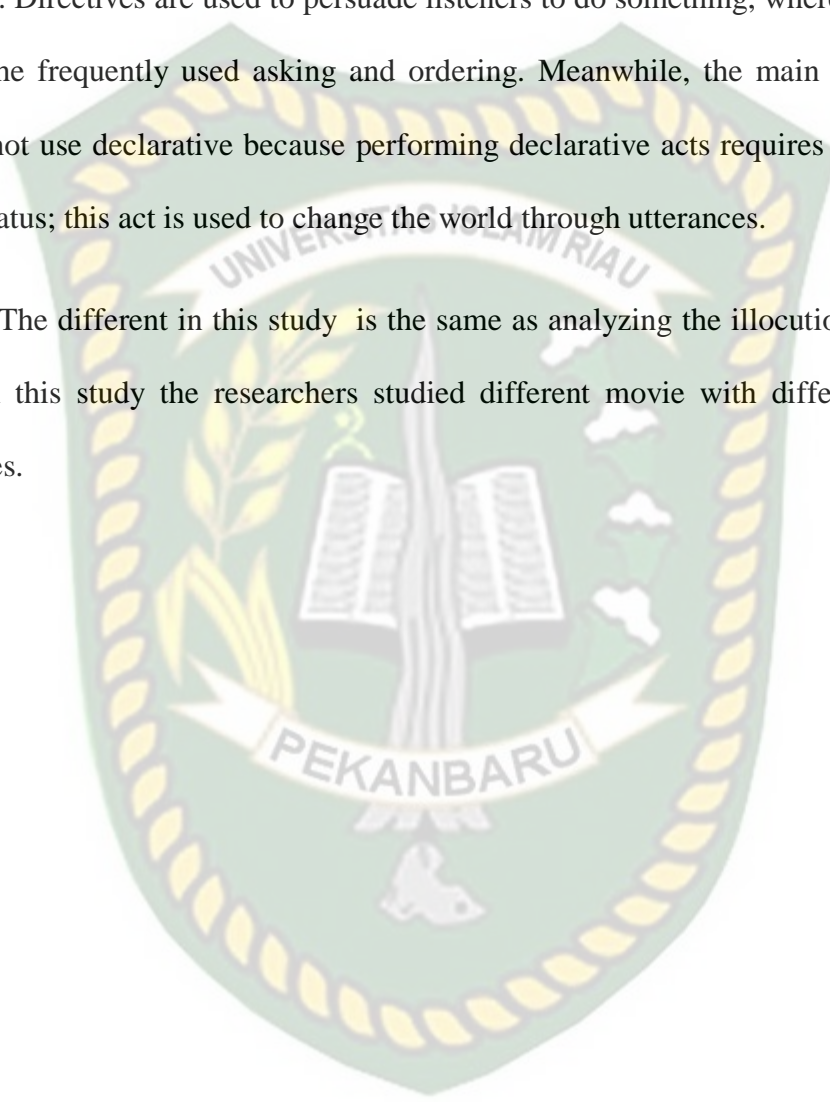 . Directives are used to persuade listeners to do something, where
he frequently used asking and ordering. Meanwhile, the main
not use declarative because performing declarative acts requires
atus; this act is used to change the world through utterances.
UNIVERSITAS ISLAM RIAU
The different in this study is the same as analyzing the illocutio
this study the researchers studied different movie with diffe
es.
PEKANBARU